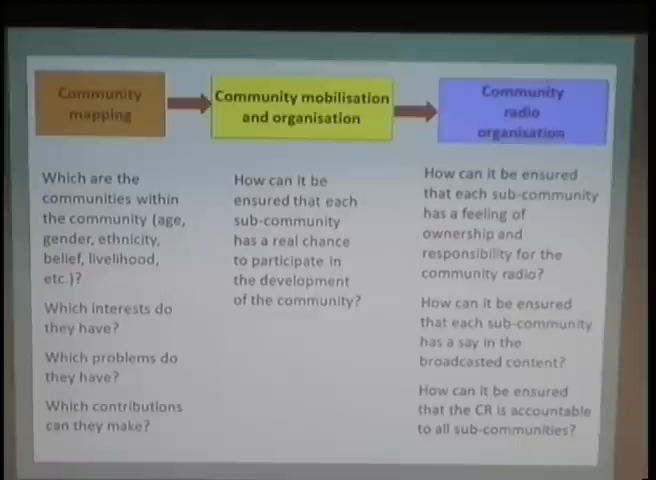 Community
mapping
Community mobilisation
and organisation
Community
radio
organisation
Which are the
communities within
the community (age,
gender, ethnicity,
belief, livelihood,
etc.)?
Which interests do
they have?
Which problems do
they have?
Which contributions
can they make?
How can it be
ensured that each
sub-community
has a real chance
to participate in
the development
of the community?
How can it be ensured
that each sub-community
has a feeling of
ownership and
responsibility for the
community radio?
How can it be ensured
that each sub-community
has a say in the
broadcasted content?
How can it be ensured
that the CR is accountable
to all sub-communities?